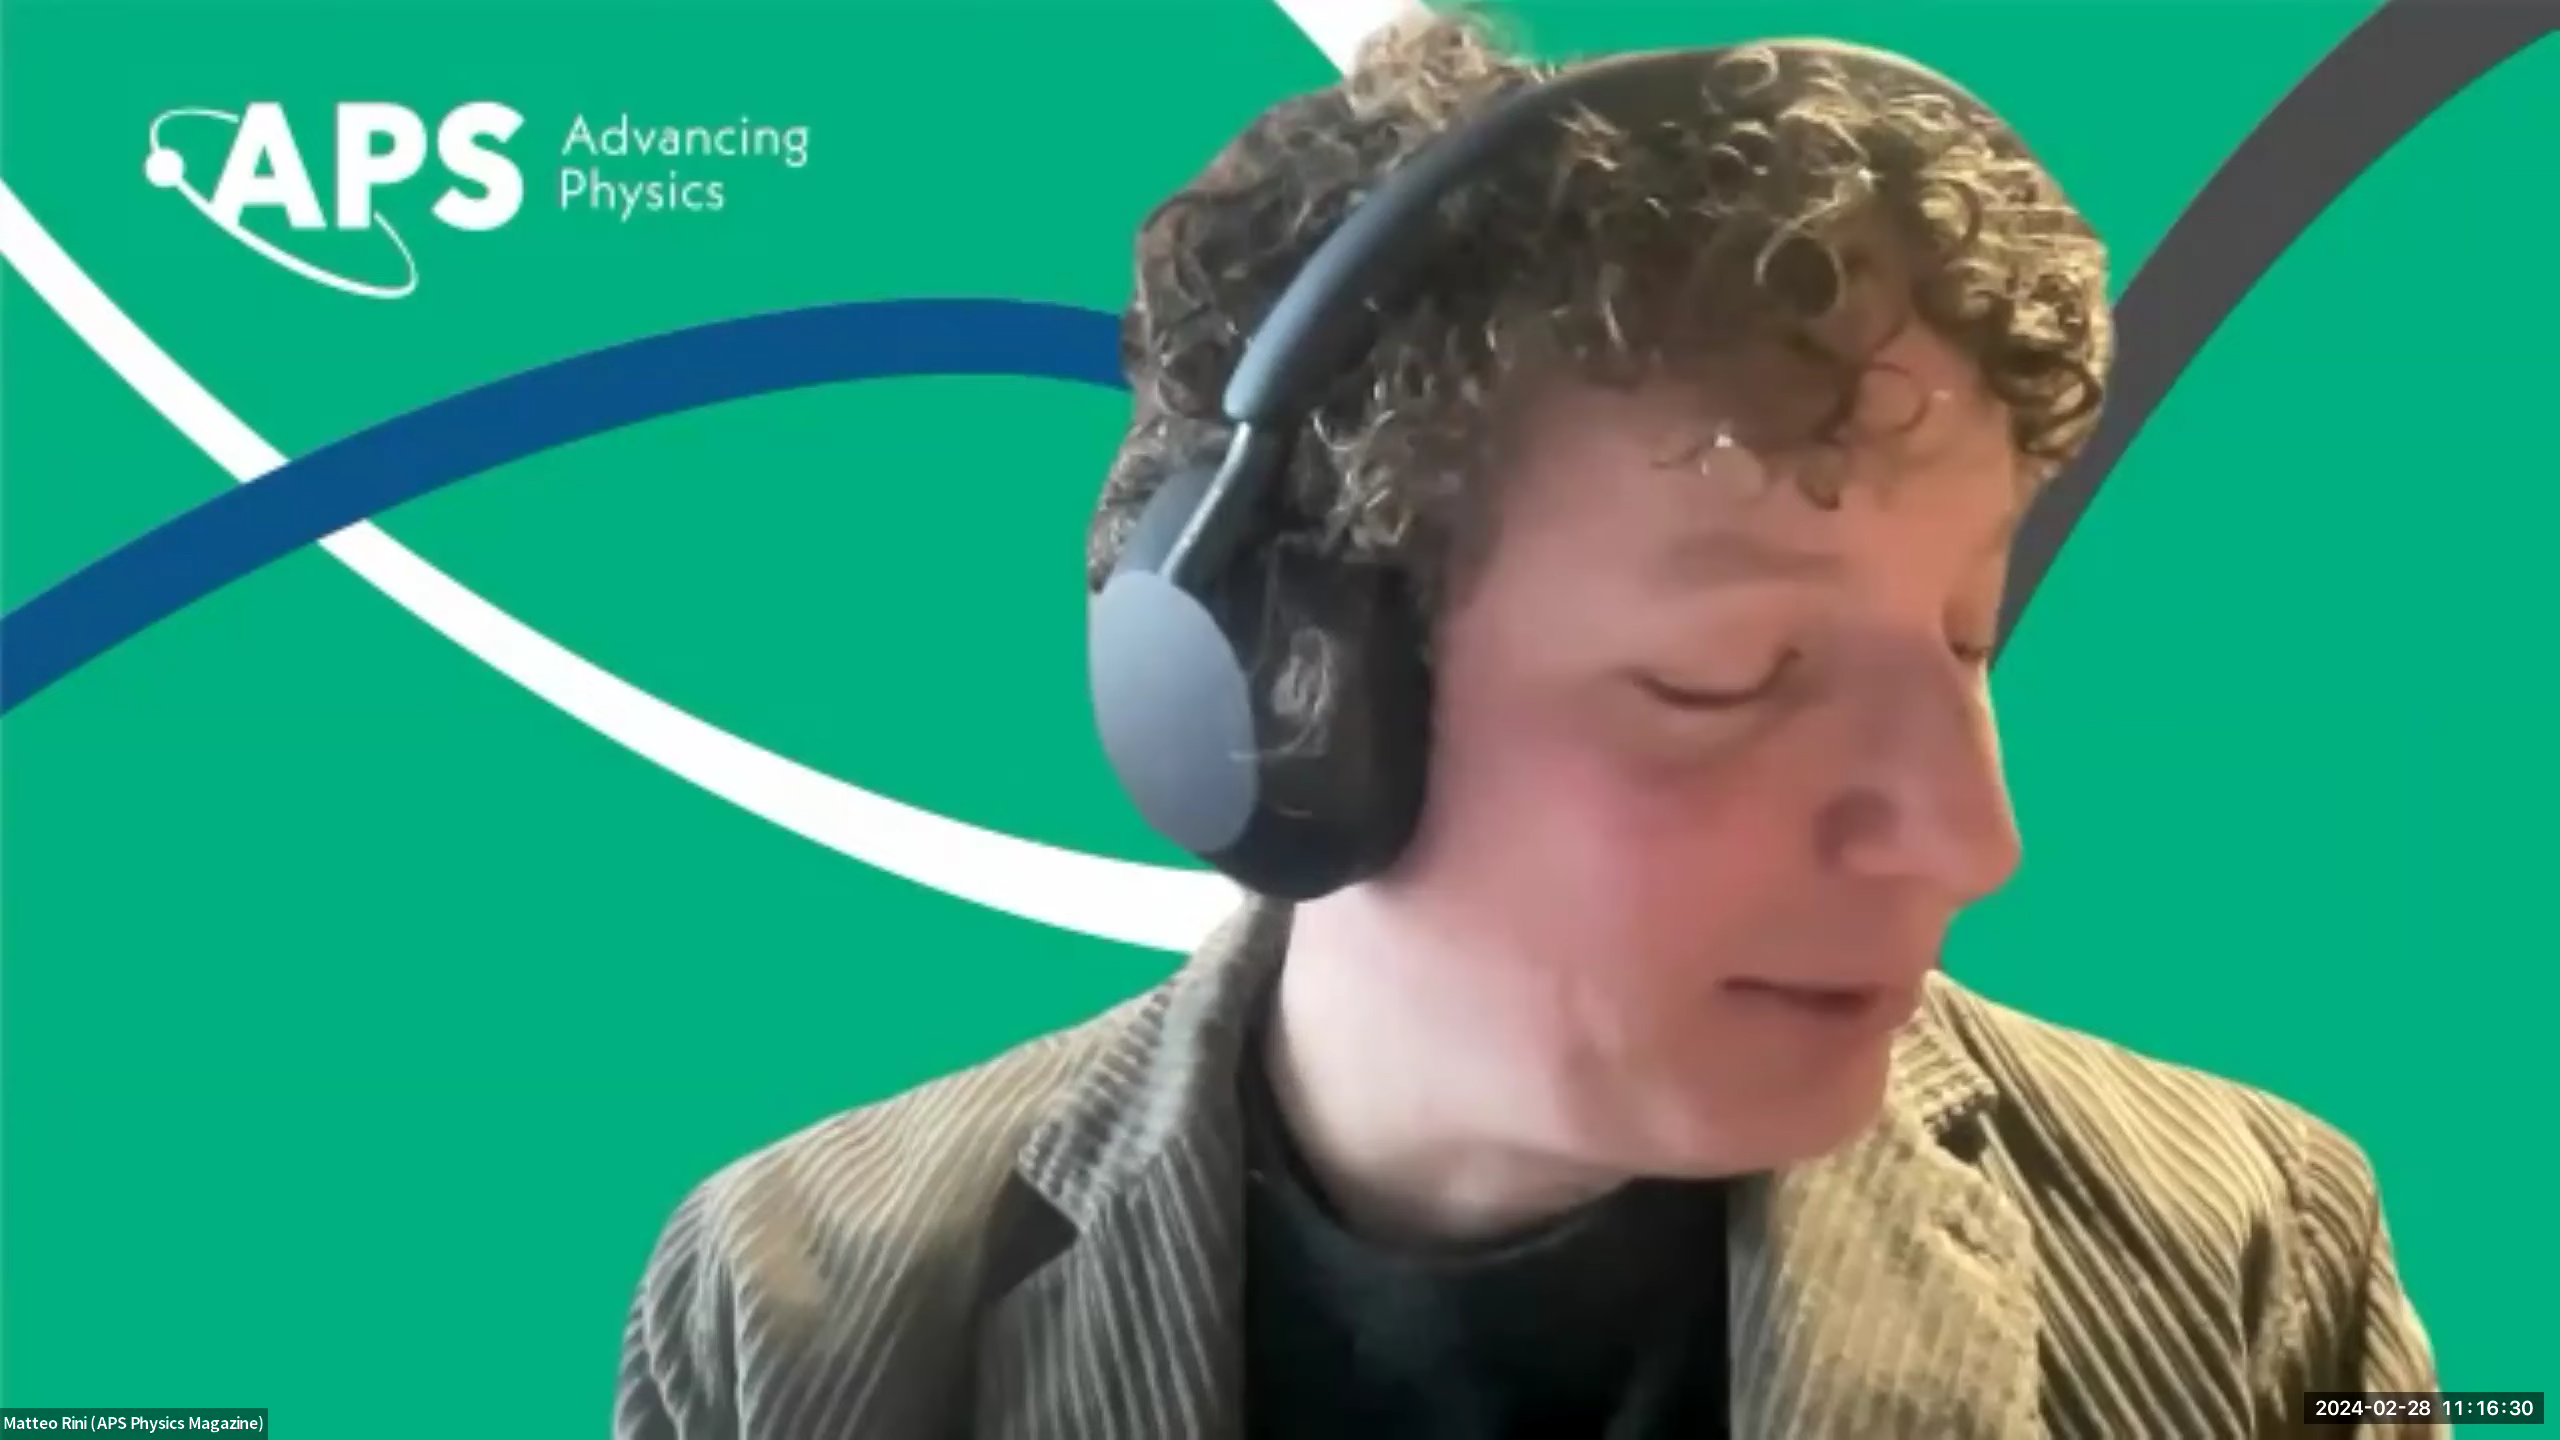 APS
Advancing
Physics
Matteo Rini (APS Physics Magazine)
2024-02-28 11:16:30